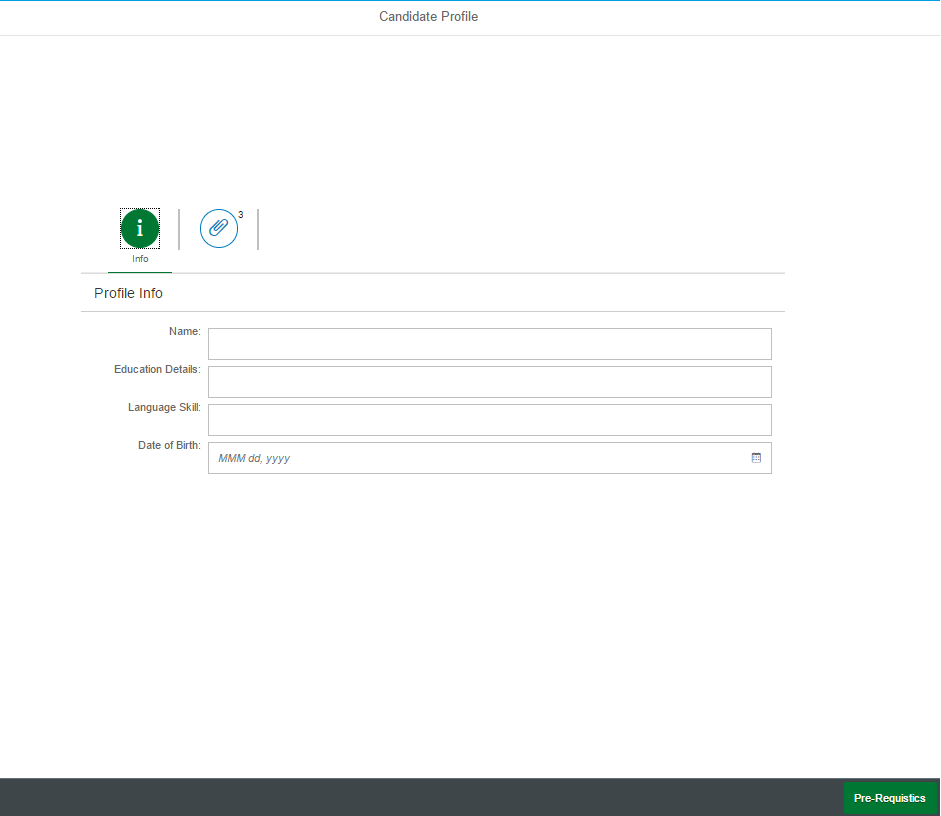 Candidate Profile
i
3
Info
Profile Info
Name:
Education Details:
Language Skill:
Date of Birth:
MMM dd, yyyy
Pre-Requistics